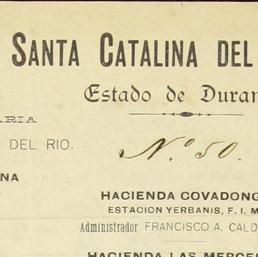 SANTA CATALINA DEL
Estado de Duran
ARIA
DEL RIO.
N.º 50.
NA
HACIENDA COVADONG
ESTACION YERBANIS, F. I. M
Administrador FRANCISCO A. CALD
HACIENDA LAS MERCE